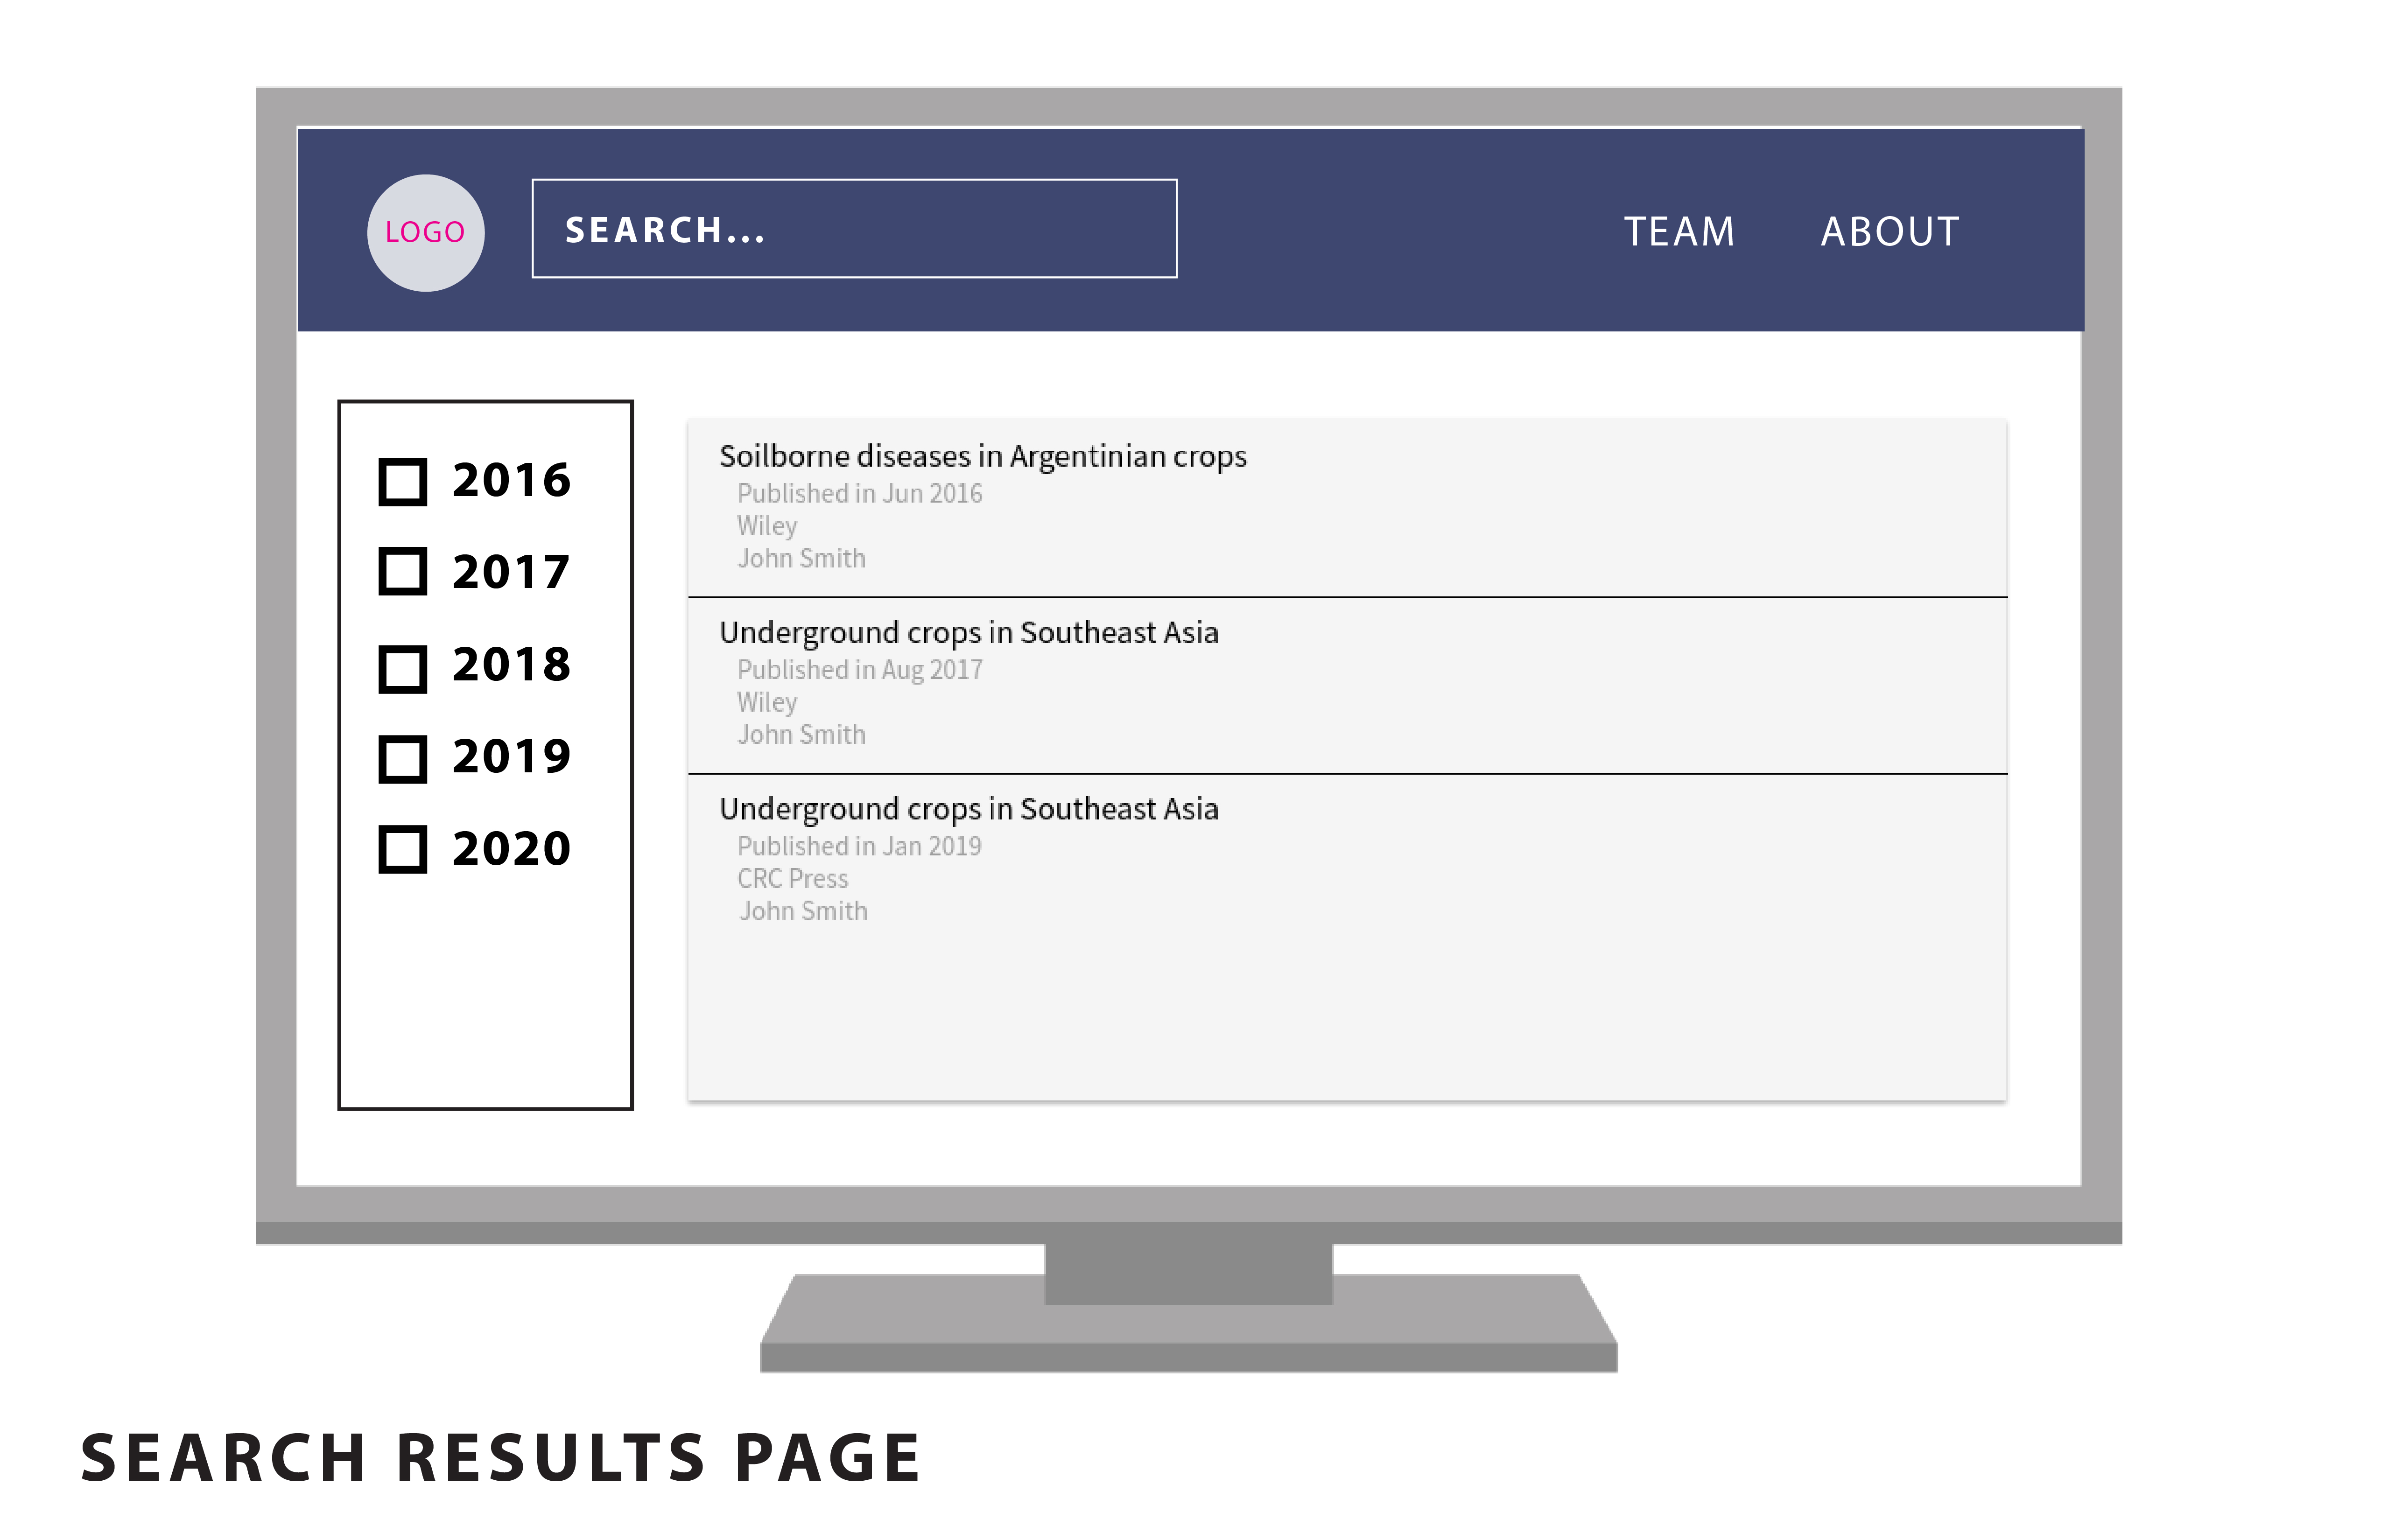 LOGO
SEARCH...
TEAM
ABOUT
2016
2017
2018
2019
2020
Soilborne diseases in Argentinian crops
Published in Jun 2016
Wiley
John Smith
Underground crops in Southeast Asia
Published in Aug 2017
Wiley
John Smith
Underground crops in Southeast Asia
Published in Jan 2019
CRC Press
John Smith
SEARCH RESULTS PAGE